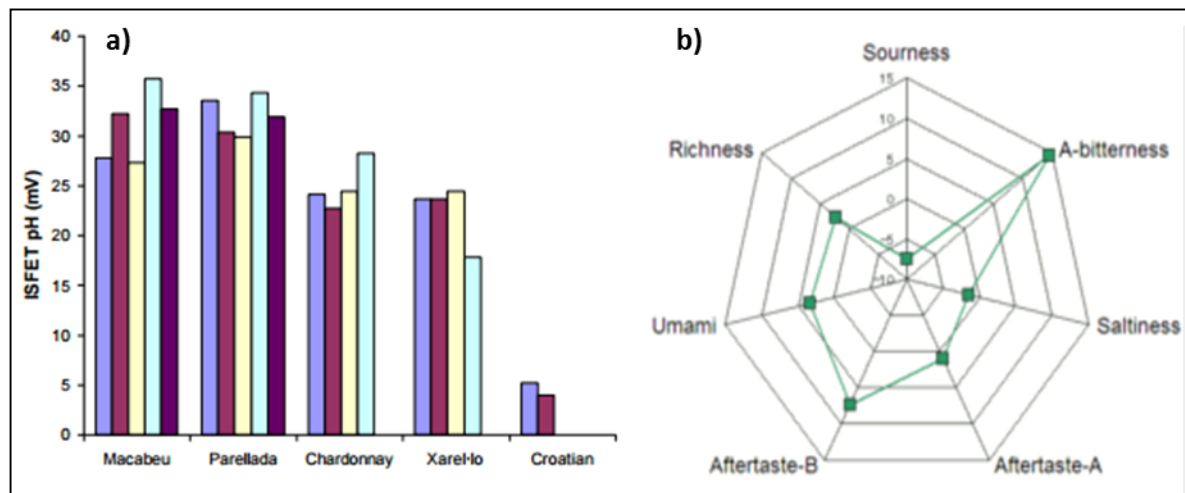 a)
40
35
30
25
20
15
10
5
0
ISFET pH (mV)
Macabeu Parellada Chardonnay Xarel·lo Croatian
b)
Sourness
15
10
5
0
−5
−10
Richness
A-bitterness
Umami
Saltiness
Aftertaste-B
Aftertaste-A